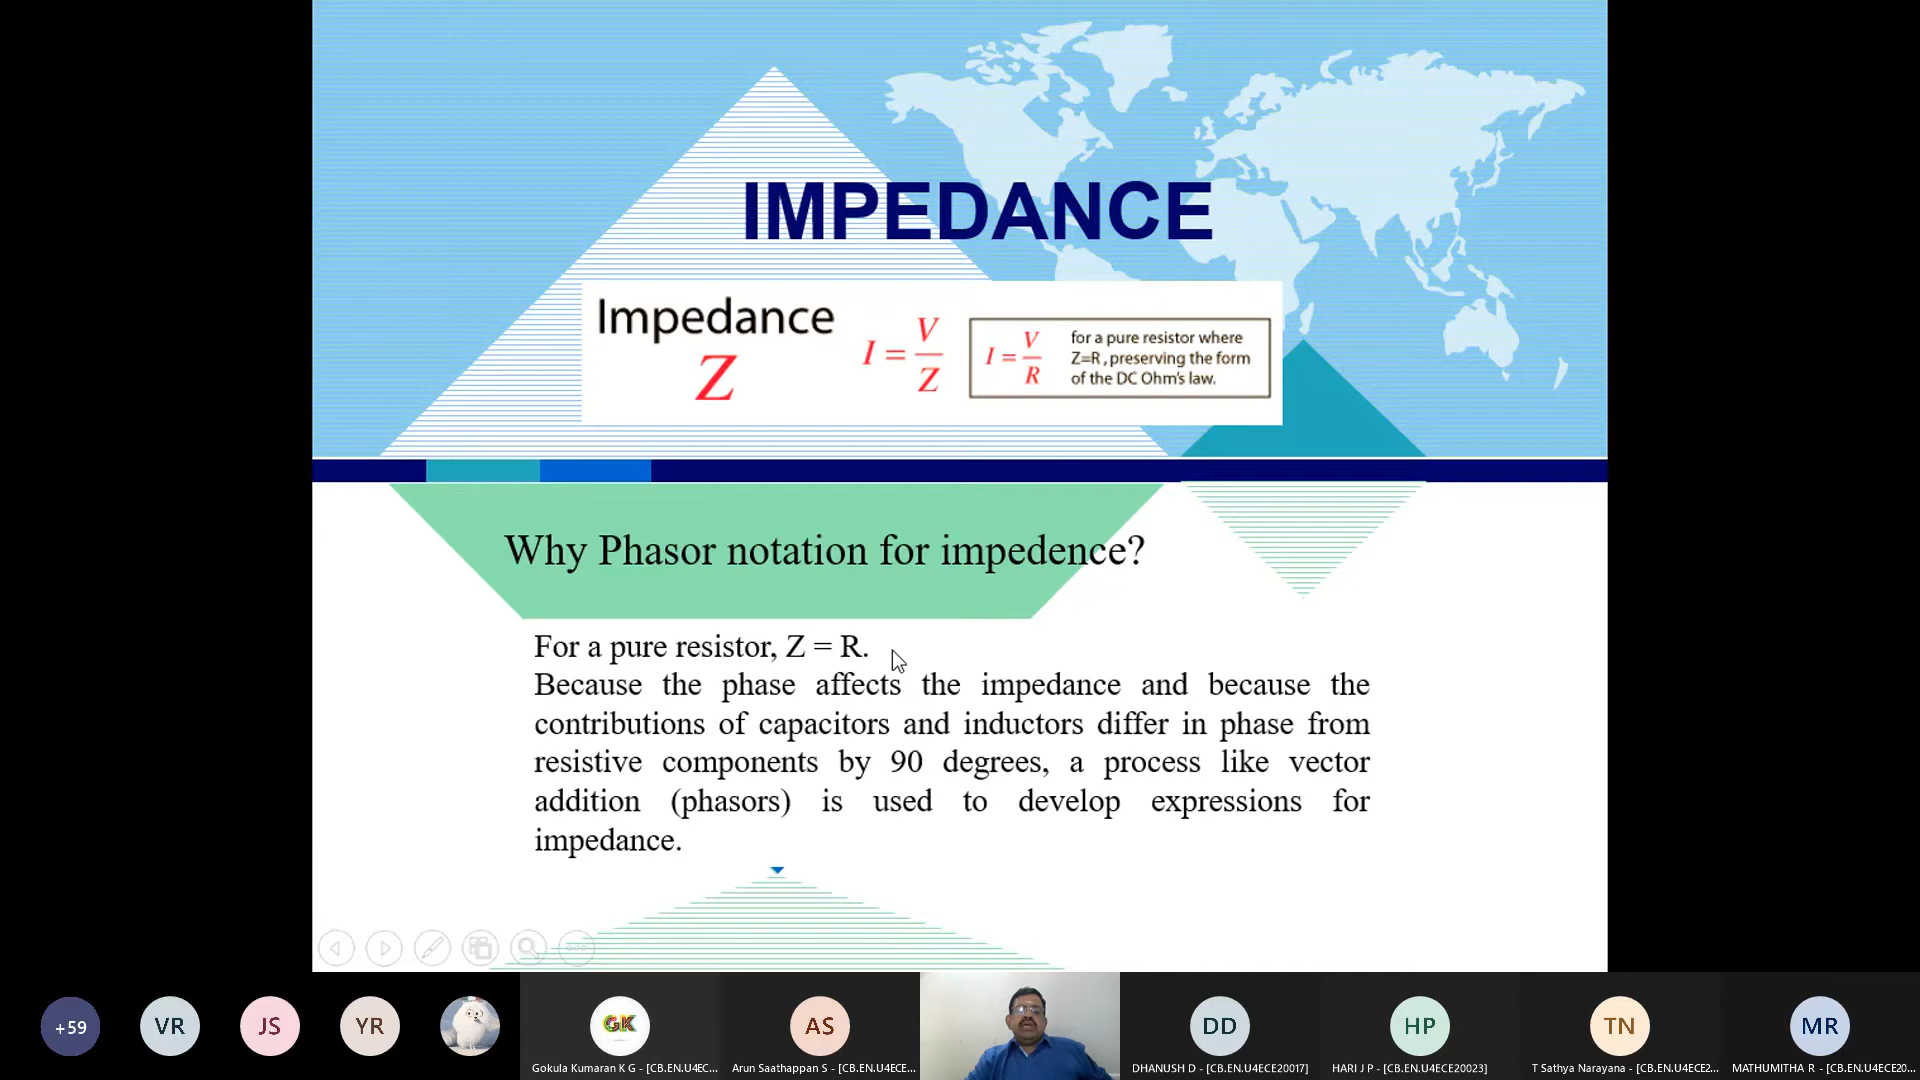 IMPEDANCE
Impedance
Z
I = V/Z
I = V/R
for a pure resistor where
Z=R, preserving the form
of the DC Ohm's law.
Why Phasor notation for impedence?
For a pure resistor, Z = R.
Because the phase affects the impedance and because the
contributions of capacitors and inductors differ in phase from
resistive components by 90 degrees, a process like vector
addition (phasors) is used to develop expressions for
impedance.
+59
VR
JS
YR
GK
AS
DD
HP
TN
MR
Gokula Kumaran K G - [CB.EN.U4EC...
Arun Saathappan S - [CB.EN.U4ECE...
DHANUSH D - [CB.EN.U4ECE20017]
HARI J P - [CB.EN.U4ECE20023]
T Sathya Narayana - [CB.EN.U4ECE2...
MATHUMITHA R - [CB.EN.U4ECE20...